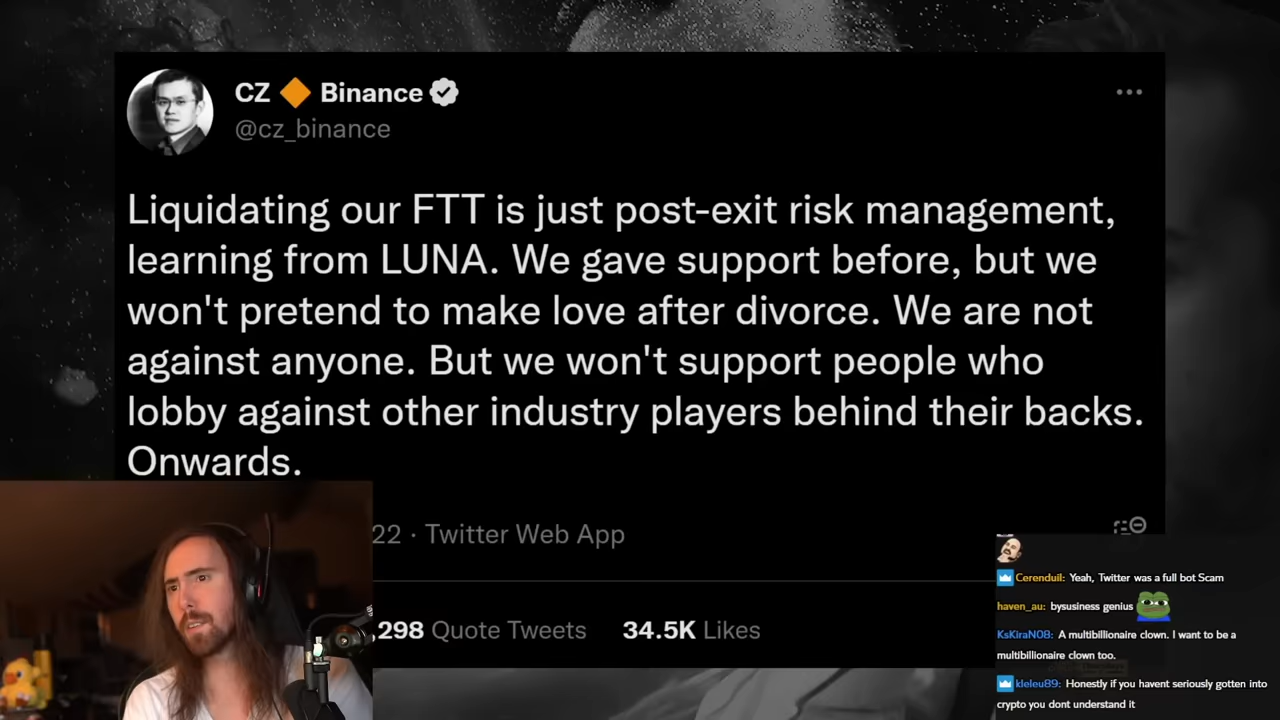 CZ 🔶 Binance
@cz_binance
Liquidating our FTT is just post-exit risk management,
learning from LUNA. We gave support before, but we
won't pretend to make love after divorce. We are not
against anyone. But we won't support people who
lobby against other industry players behind their backs.
Onwards.
22 · Twitter Web App
,298 Quote Tweets 34.5K Likes
Cerenduil: Yeah, Twitter was a full bot Scam
haven_au: bysusiness genius
KsKiraN08: A multibillionaire clown. I want to be a
multibillionaire clown too.
kleleu89: Honestly if you havent seriously gotten into
crypto you dont understand it